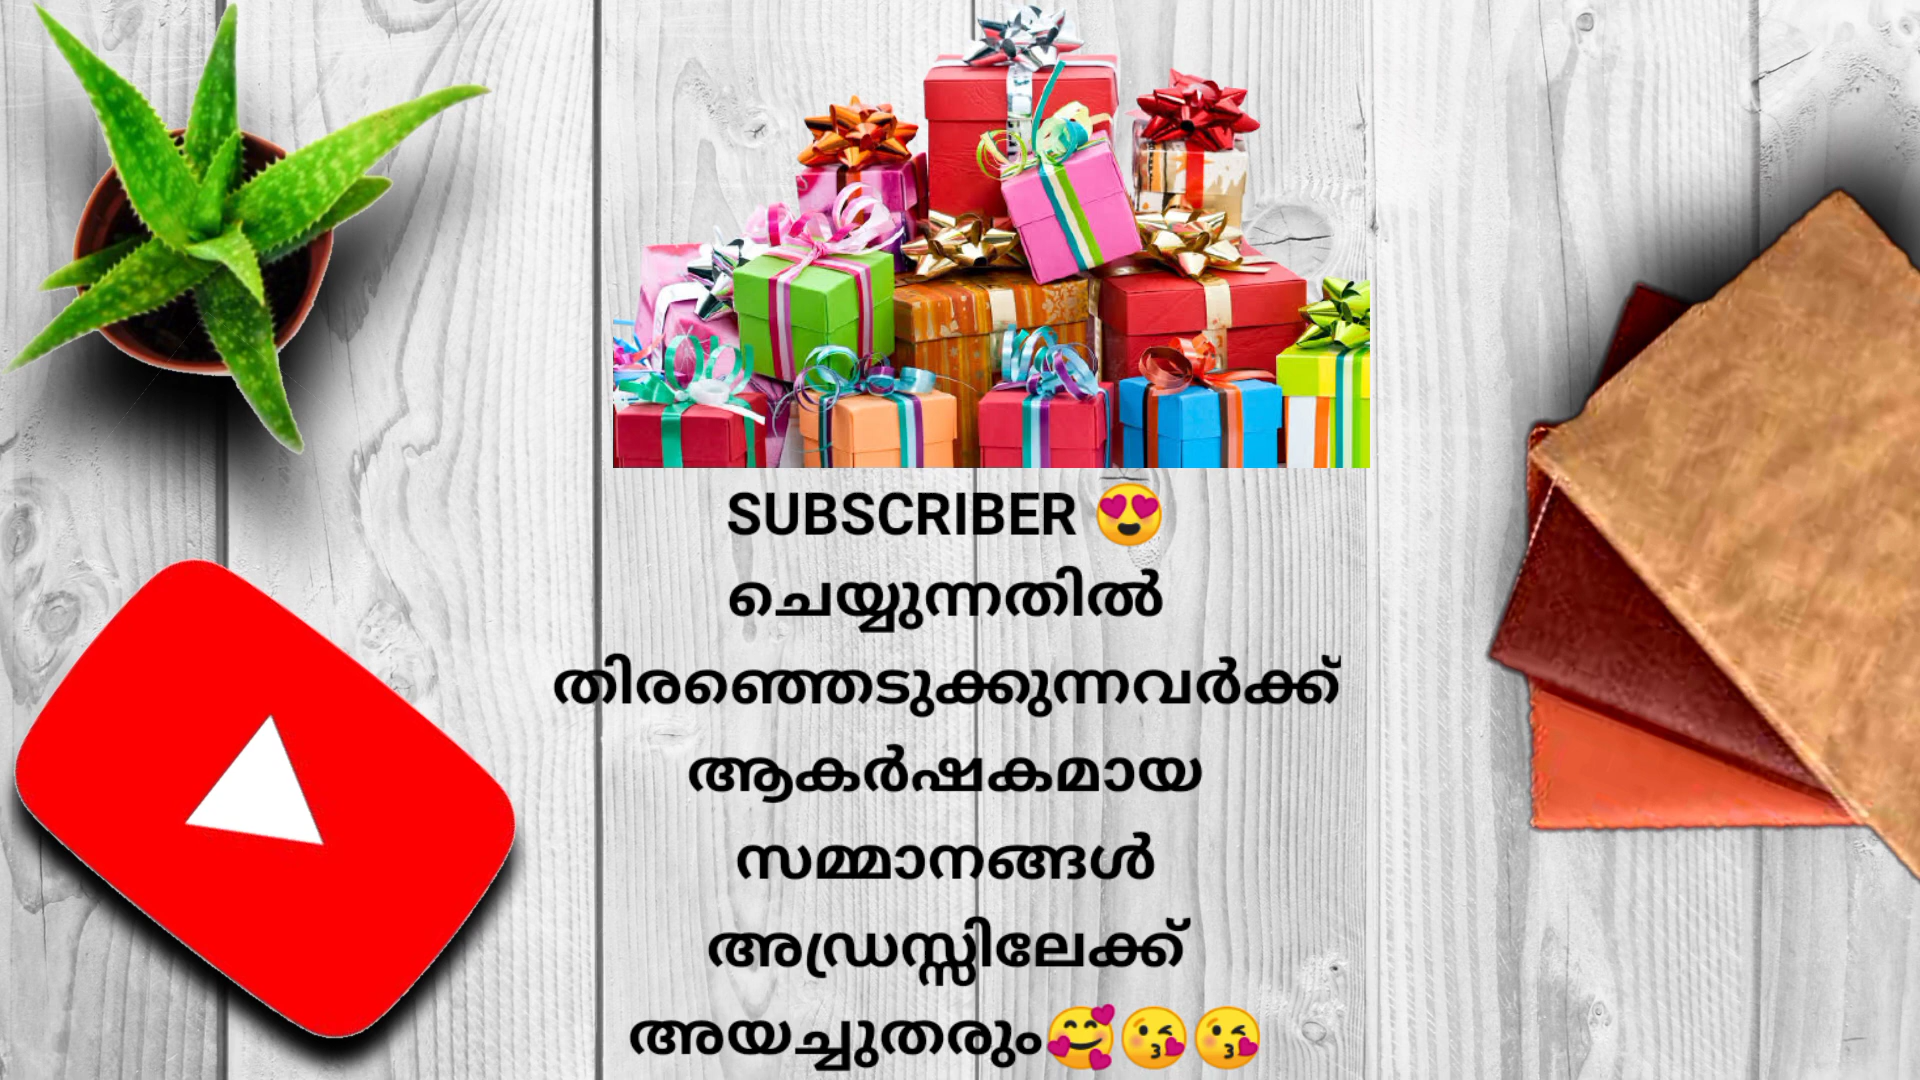 SUBSCRIBER 😍
ചെയ്യുന്നതിൽ
തിരഞ്ഞെടുക്കുന്നവർക്ക്
ആകർഷകമായ
സമ്മാനങ്ങൾ
അഡ്രസ്സിലേക്ക്
അയച്ചുതരും🥰😘😘